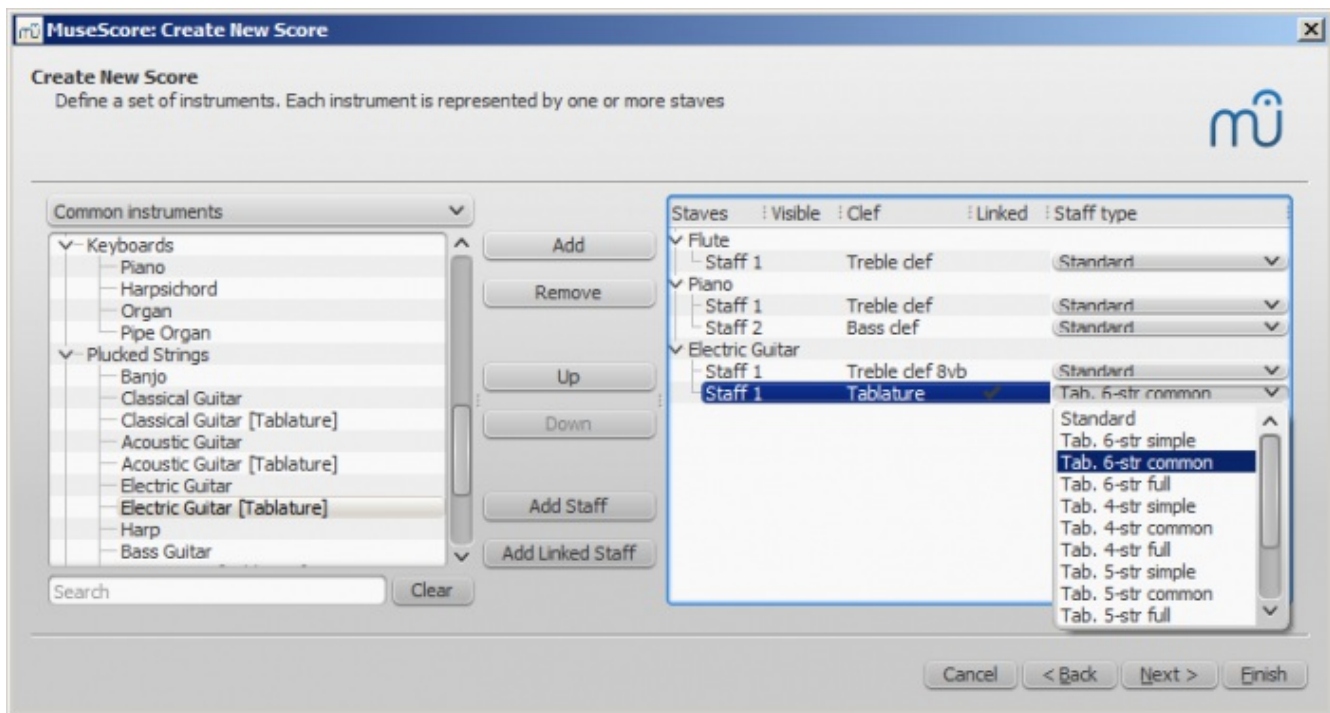 MuseScore: Create New Score
Create New Score
Define a set of instruments. Each instrument is represented by one or more staves
Common instruments
Keyboards
Piano
Harpsichord
Organ
Pipe Organ
Plucked Strings
Banjo
Classical Guitar
Classical Guitar [Tablature]
Acoustic Guitar
Acoustic Guitar [Tablature]
Electric Guitar
Electric Guitar [Tablature]
Harp
Bass Guitar
Search
Clear
Add
Remove
Up
Down
Add Staff
Add Linked Staff
Staves Visible Clef Linked Staff type
Flute
Staff 1 Treble clef Standard
Piano
Staff 1 Treble clef Standard
Staff 2 Bass clef Standard
Electric Guitar
Staff 1 Treble clef 8vb Standard
Staff 1 Tablature Tab. 6-str common
Standard
Tab. 6-str simple
Tab. 6-str common
Tab. 6-str full
Tab. 4-str simple
Tab. 4-str common
Tab. 4-str full
Tab. 5-str simple
Tab. 5-str common
Tab. 5-str full
Cancel < Back Next > Finish